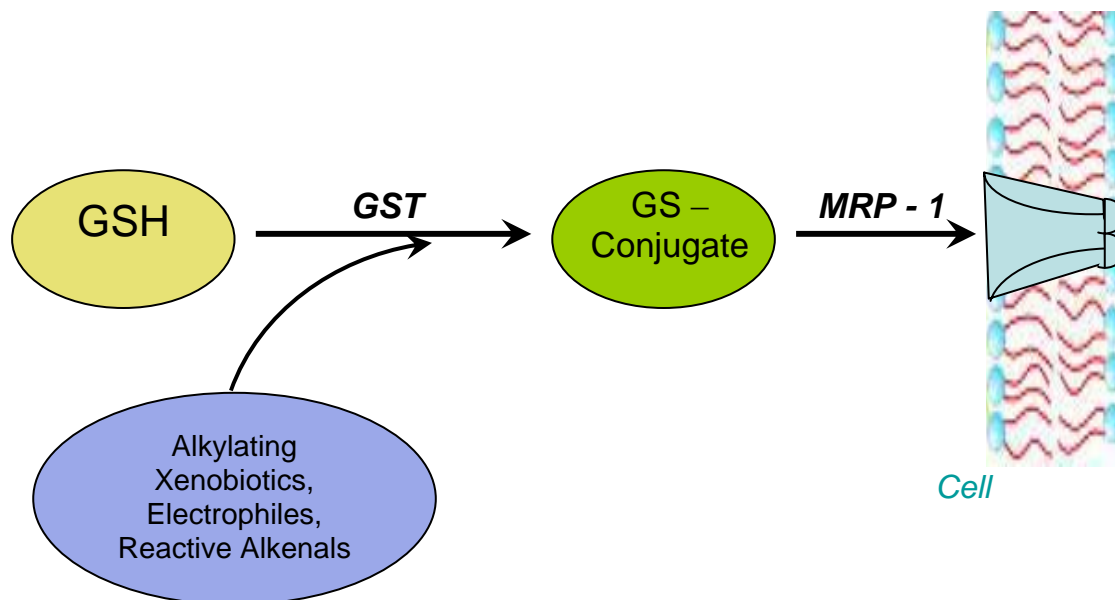 GSH
GST
GS –
Conjugate
MRP - 1
Alkylating
Xenobiotics,
Electrophiles,
Reactive Alkenals
Cell